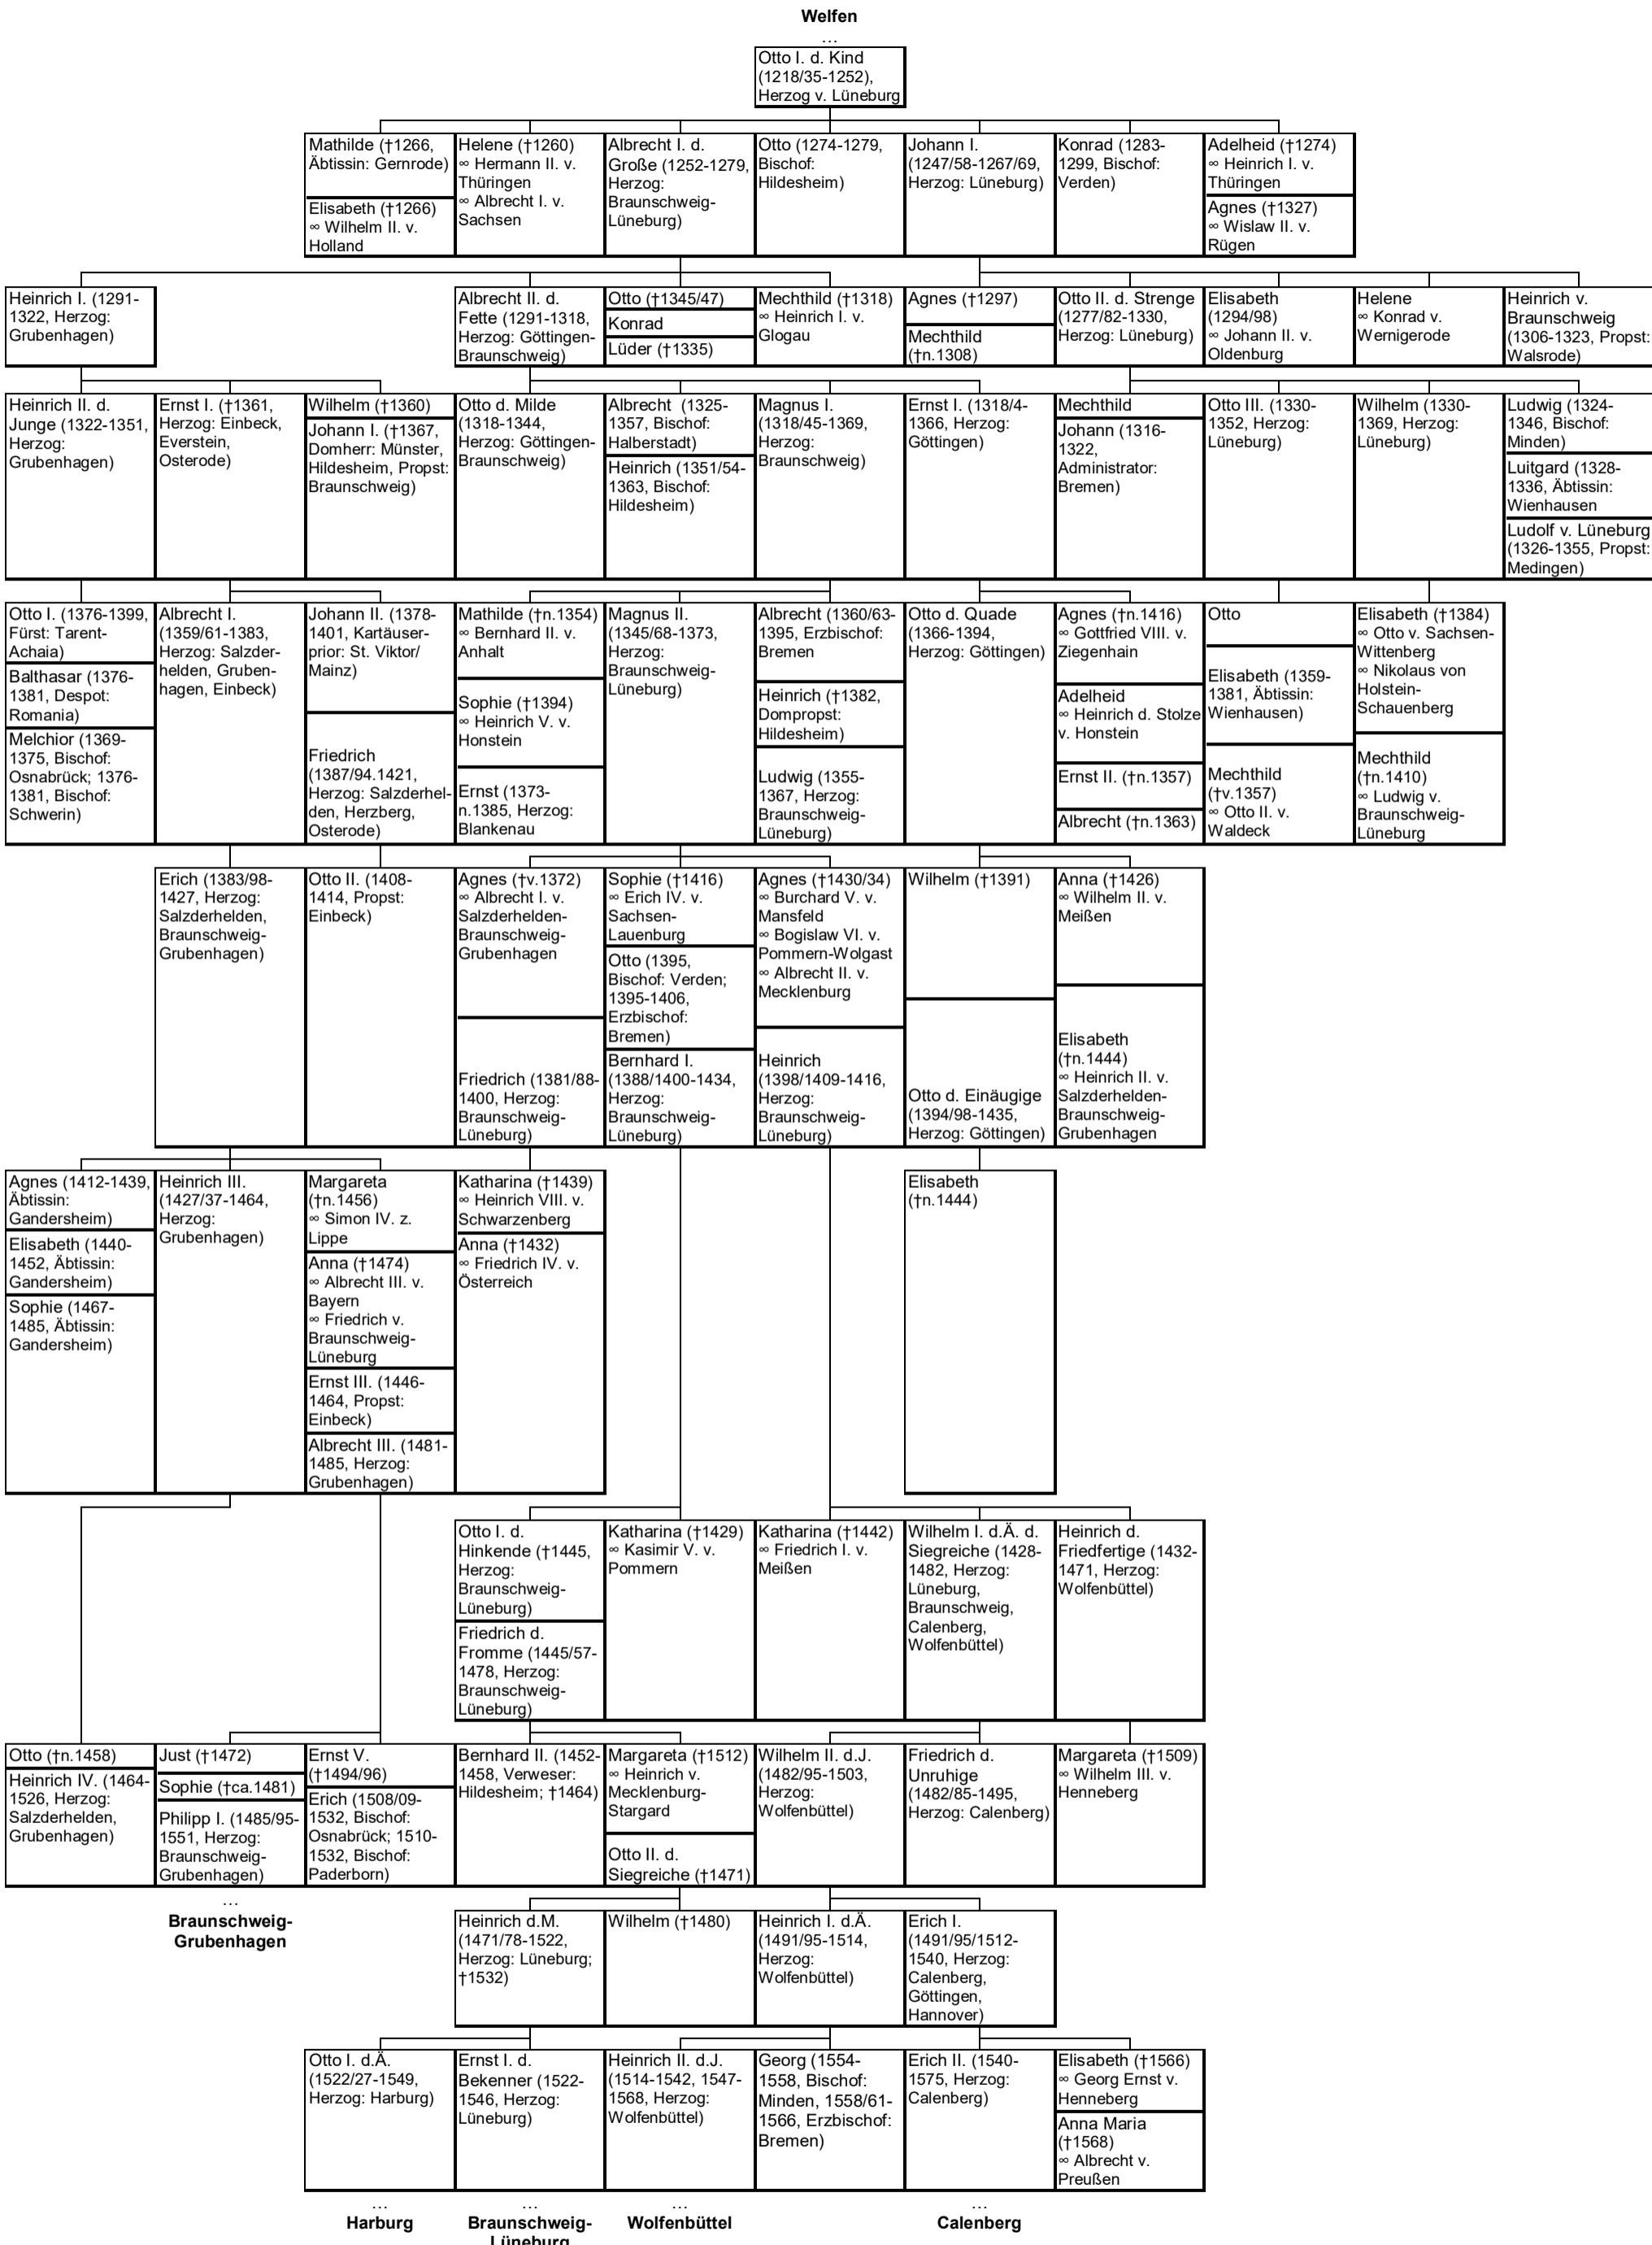 Welfen
…
Otto I. d. Kind
(1218/35-1252),
Herzog v. Lüneburg
Mathilde (†1266,
Äbtissin: Gernrode)
Elisabeth (†1266)
∞ Wilhelm II. v.
Holland
Helene (†1260)
∞ Hermann II. v.
Thüringen
∞ Albrecht I. v.
Sachsen
Albrecht I. d.
Große (1252-1279,
Herzog:
Braunschweig-
Lüneburg)
Otto (1274-1279,
Bischof:
Hildesheim)
Johann I.
(1247/58-1267/69,
Herzog: Lüneburg)
Konrad (1283-
1299, Bischof:
Verden)
Adelheid (†1274)
∞ Heinrich I. v.
Thüringen
Agnes (†1327)
∞ Wislaw II. v.
Rügen
Heinrich I. (1291-
1322, Herzog:
Grubenhagen)
Albrecht II. d.
Fette (1291-1318,
Herzog: Göttingen-
Braunschweig)
Otto (†1345/47)
Konrad
Lüder (†1335)
Mechthild (†1318)
∞ Heinrich I. v.
Glogau
Agnes (†1297)
Mechthild
(†n.1308)
Otto II. d. Strenge
(1277/82-1330,
Herzog: Lüneburg)
Elisabeth
(1294/98)
∞ Johann II. v.
Oldenburg
Helene
∞ Konrad v.
Wernigerode
Heinrich v.
Braunschweig
(1306-1323, Propst:
Walsrode)
Heinrich II. d.
Junge (1322-1351,
Herzog:
Grubenhagen)
Ernst I. (†1361,
Herzog: Einbeck,
Everstein,
Osterode)
Wilhelm (†1360)
Johann I. (†1367,
Domherr: Münster,
Hildesheim, Propst:
Braunschweig)
Otto d. Milde
(1318-1344,
Herzog: Göttingen-
Braunschweig)
Albrecht (1325-
1357, Bischof:
Halberstadt)
Heinrich (1351/54-
1363, Bischof:
Hildesheim)
Magnus I.
(1318/45-1369,
Herzog:
Braunschweig)
Ernst I. (1318/4-
1366, Herzog:
Göttingen)
Mechthild
Johann (1316-
1322,
Administrator:
Bremen)
Otto III. (1330-
1352, Herzog:
Lüneburg)
Wilhelm (1330-
1369, Herzog:
Lüneburg)
Ludwig (1324-
1346, Bischof:
Minden)
Luitgard (1328-
1336, Äbtissin:
Wienhausen
Ludolf v. Lüneburg
(1326-1355, Propst:
Medingen)
Otto I. (1376-1399,
Fürst: Tarent-
Achaia)
Balthasar (1376-
1381, Despot:
Romania)
Melchior (1369-
1375, Bischof:
Osnabrück; 1376-
1381, Bischof:
Schwerin)
Albrecht I.
(1359/61-1383,
Herzog: Salzder-
helden, Gruben-
hagen, Einbeck)
Johann II. (1378-
1401, Kartäuser-
prior: St. Viktor/
Mainz)
Friedrich
(1387/94.1421,
Herzog: Salzderhel-
den, Herzberg,
Osterode)
Mathilde (†n.1354)
∞ Bernhard II. v.
Anhalt
Sophie (†1394)
∞ Heinrich V. v.
Honstein
Ernst (1373-
n.1385, Herzog:
Blankenau
Magnus II.
(1345/68-1373,
Herzog:
Braunschweig-
Lüneburg)
Albrecht (1360/63-
1395, Erzbischof:
Bremen
Heinrich (†1382,
Dompropst:
Hildesheim)
Ludwig (1355-
1367, Herzog:
Braunschweig-
Lüneburg)
Otto d. Quade
(1366-1394,
Herzog: Göttingen)
Agnes (†n.1416)
∞ Gottfried VIII. v.
Ziegenhain
Adelheid
∞ Heinrich d. Stolze
v. Honstein
Ernst II. (†n.1357)
Albrecht (†n.1363)
Otto
Elisabeth (1359-
1381, Äbtissin:
Wienhausen)
Mechthild
(†v.1357)
∞ Otto II. v.
Waldeck
Elisabeth (†1384)
∞ Otto v. Sachsen-
Wittenberg
∞ Nikolaus von
Holstein-
Schauenberg
Mechthild
(†n.1410)
∞ Ludwig v.
Braunschweig-
Lüneburg
Erich (1383/98-
1427, Herzog:
Salzderhelden,
Braunschweig-
Grubenhagen)
Otto II. (1408-
1414, Propst:
Einbeck)
Agnes (†v.1372)
∞ Albrecht I. v.
Salzderhelden-
Braunschweig-
Grubenhagen
Friedrich (1381/88-
1400, Herzog:
Braunschweig-
Lüneburg)
Sophie (†1416)
∞ Erich IV. v.
Sachsen-
Lauenburg
Otto (1395,
Bischof: Verden;
1395-1406,
Erzbischof:
Bremen)
Bernhard I.
(1388/1400-1434,
Herzog:
Braunschweig-
Lüneburg)
Agnes (†1430/34)
∞ Burchard V. v.
Mansfeld
∞ Bogislaw VI. v.
Pommern-Wolgast
∞ Albrecht II. v.
Mecklenburg
Heinrich
(1398/1409-1416,
Herzog:
Braunschweig-
Lüneburg)
Wilhelm (†1391)
Otto d. Einäugige
(1394/98-1435,
Herzog: Göttingen)
Anna (†1426)
∞ Wilhelm II. v.
Meißen
Elisabeth
(†n.1444)
∞ Heinrich II. v.
Salzderhelden-
Braunschweig-
Grubenhagen
Agnes (1412-1439,
Äbtissin:
Gandersheim)
Elisabeth (1440-
1452, Äbtissin:
Gandersheim)
Sophie (1467-
1485, Äbtissin:
Gandersheim)
Heinrich III.
(1427/37-1464,
Herzog:
Grubenhagen)
Margareta
(†n.1456)
∞ Simon IV. z.
Lippe
Anna (†1474)
∞ Albrecht III. v.
Bayern
∞ Friedrich v.
Braunschweig-
Lüneburg
Ernst III. (1446-
1464, Propst:
Einbeck)
Albrecht III. (1481-
1485, Herzog:
Grubenhagen)
Katharina (†1439)
∞ Heinrich VIII. v.
Schwarzenberg
Anna (†1432)
∞ Friedrich IV. v.
Österreich
Elisabeth
(†n.1444)
Otto I. d.
Hinkende (†1445,
Herzog:
Braunschweig-
Lüneburg)
Friedrich d.
Fromme (1445/57-
1478, Herzog:
Braunschweig-
Lüneburg)
Katharina (†1429)
∞ Kasimir V. v.
Pommern
Katharina (†1442)
∞ Friedrich I. v.
Meißen
Wilhelm I. d.Ä. d.
Siegreiche (1428-
1482, Herzog:
Lüneburg,
Braunschweig,
Calenberg,
Wolfenbüttel)
Heinrich d.
Friedfertige (1432-
1471, Herzog:
Wolfenbüttel)
Otto (†n.1458)
Heinrich IV. (1464-
1526, Herzog:
Salzderhelden,
Grubenhagen)
Just (†1472)
Sophie (†ca.1481)
Philipp I. (1485/95-
1551, Herzog:
Braunschweig-
Grubenhagen)
Ernst V.
(†1494/96)
Erich (1508/09-
1532, Bischof:
Osnabrück; 1510-
1532, Bischof:
Paderborn)
Bernhard II. (1452-
1458, Verweser:
Hildesheim; †1464)
Margareta (†1512)
∞ Heinrich v.
Mecklenburg-
Stargard
Otto II. d.
Siegreiche (†1471)
Wilhelm II. d.J.
(1482/95-1503,
Herzog:
Wolfenbüttel)
Friedrich d.
Unruhige
(1482/85-1495,
Herzog: Calenberg)
Margareta (†1509)
∞ Wilhelm III. v.
Henneberg
…
Braunschweig-
Grubenhagen
Heinrich d.M.
(1471/78-1522,
Herzog: Lüneburg;
†1532)
Wilhelm (†1480)
Heinrich I. d.Ä.
(1491/95-1514,
Herzog:
Wolfenbüttel)
Erich I.
(1491/95/1512-
1540, Herzog:
Calenberg,
Göttingen,
Hannover)
Otto I. d.Ä.
(1522/27-1549,
Herzog: Harburg)
Ernst I. d.
Bekenner (1522-
1546, Herzog:
Lüneburg)
Heinrich II. d.J.
(1514-1542, 1547-
1568, Herzog:
Wolfenbüttel)
Georg (1554-
1558, Bischof:
Minden, 1558/61-
1566, Erzbischof:
Bremen)
Erich II. (1540-
1575, Herzog:
Calenberg)
Elisabeth (†1566)
∞ Georg Ernst v.
Henneberg
Anna Maria
(†1568)
∞ Albrecht v.
Preußen
…
Harburg
…
Braunschweig-
Lüneburg
…
Wolfenbüttel
…
Calenberg